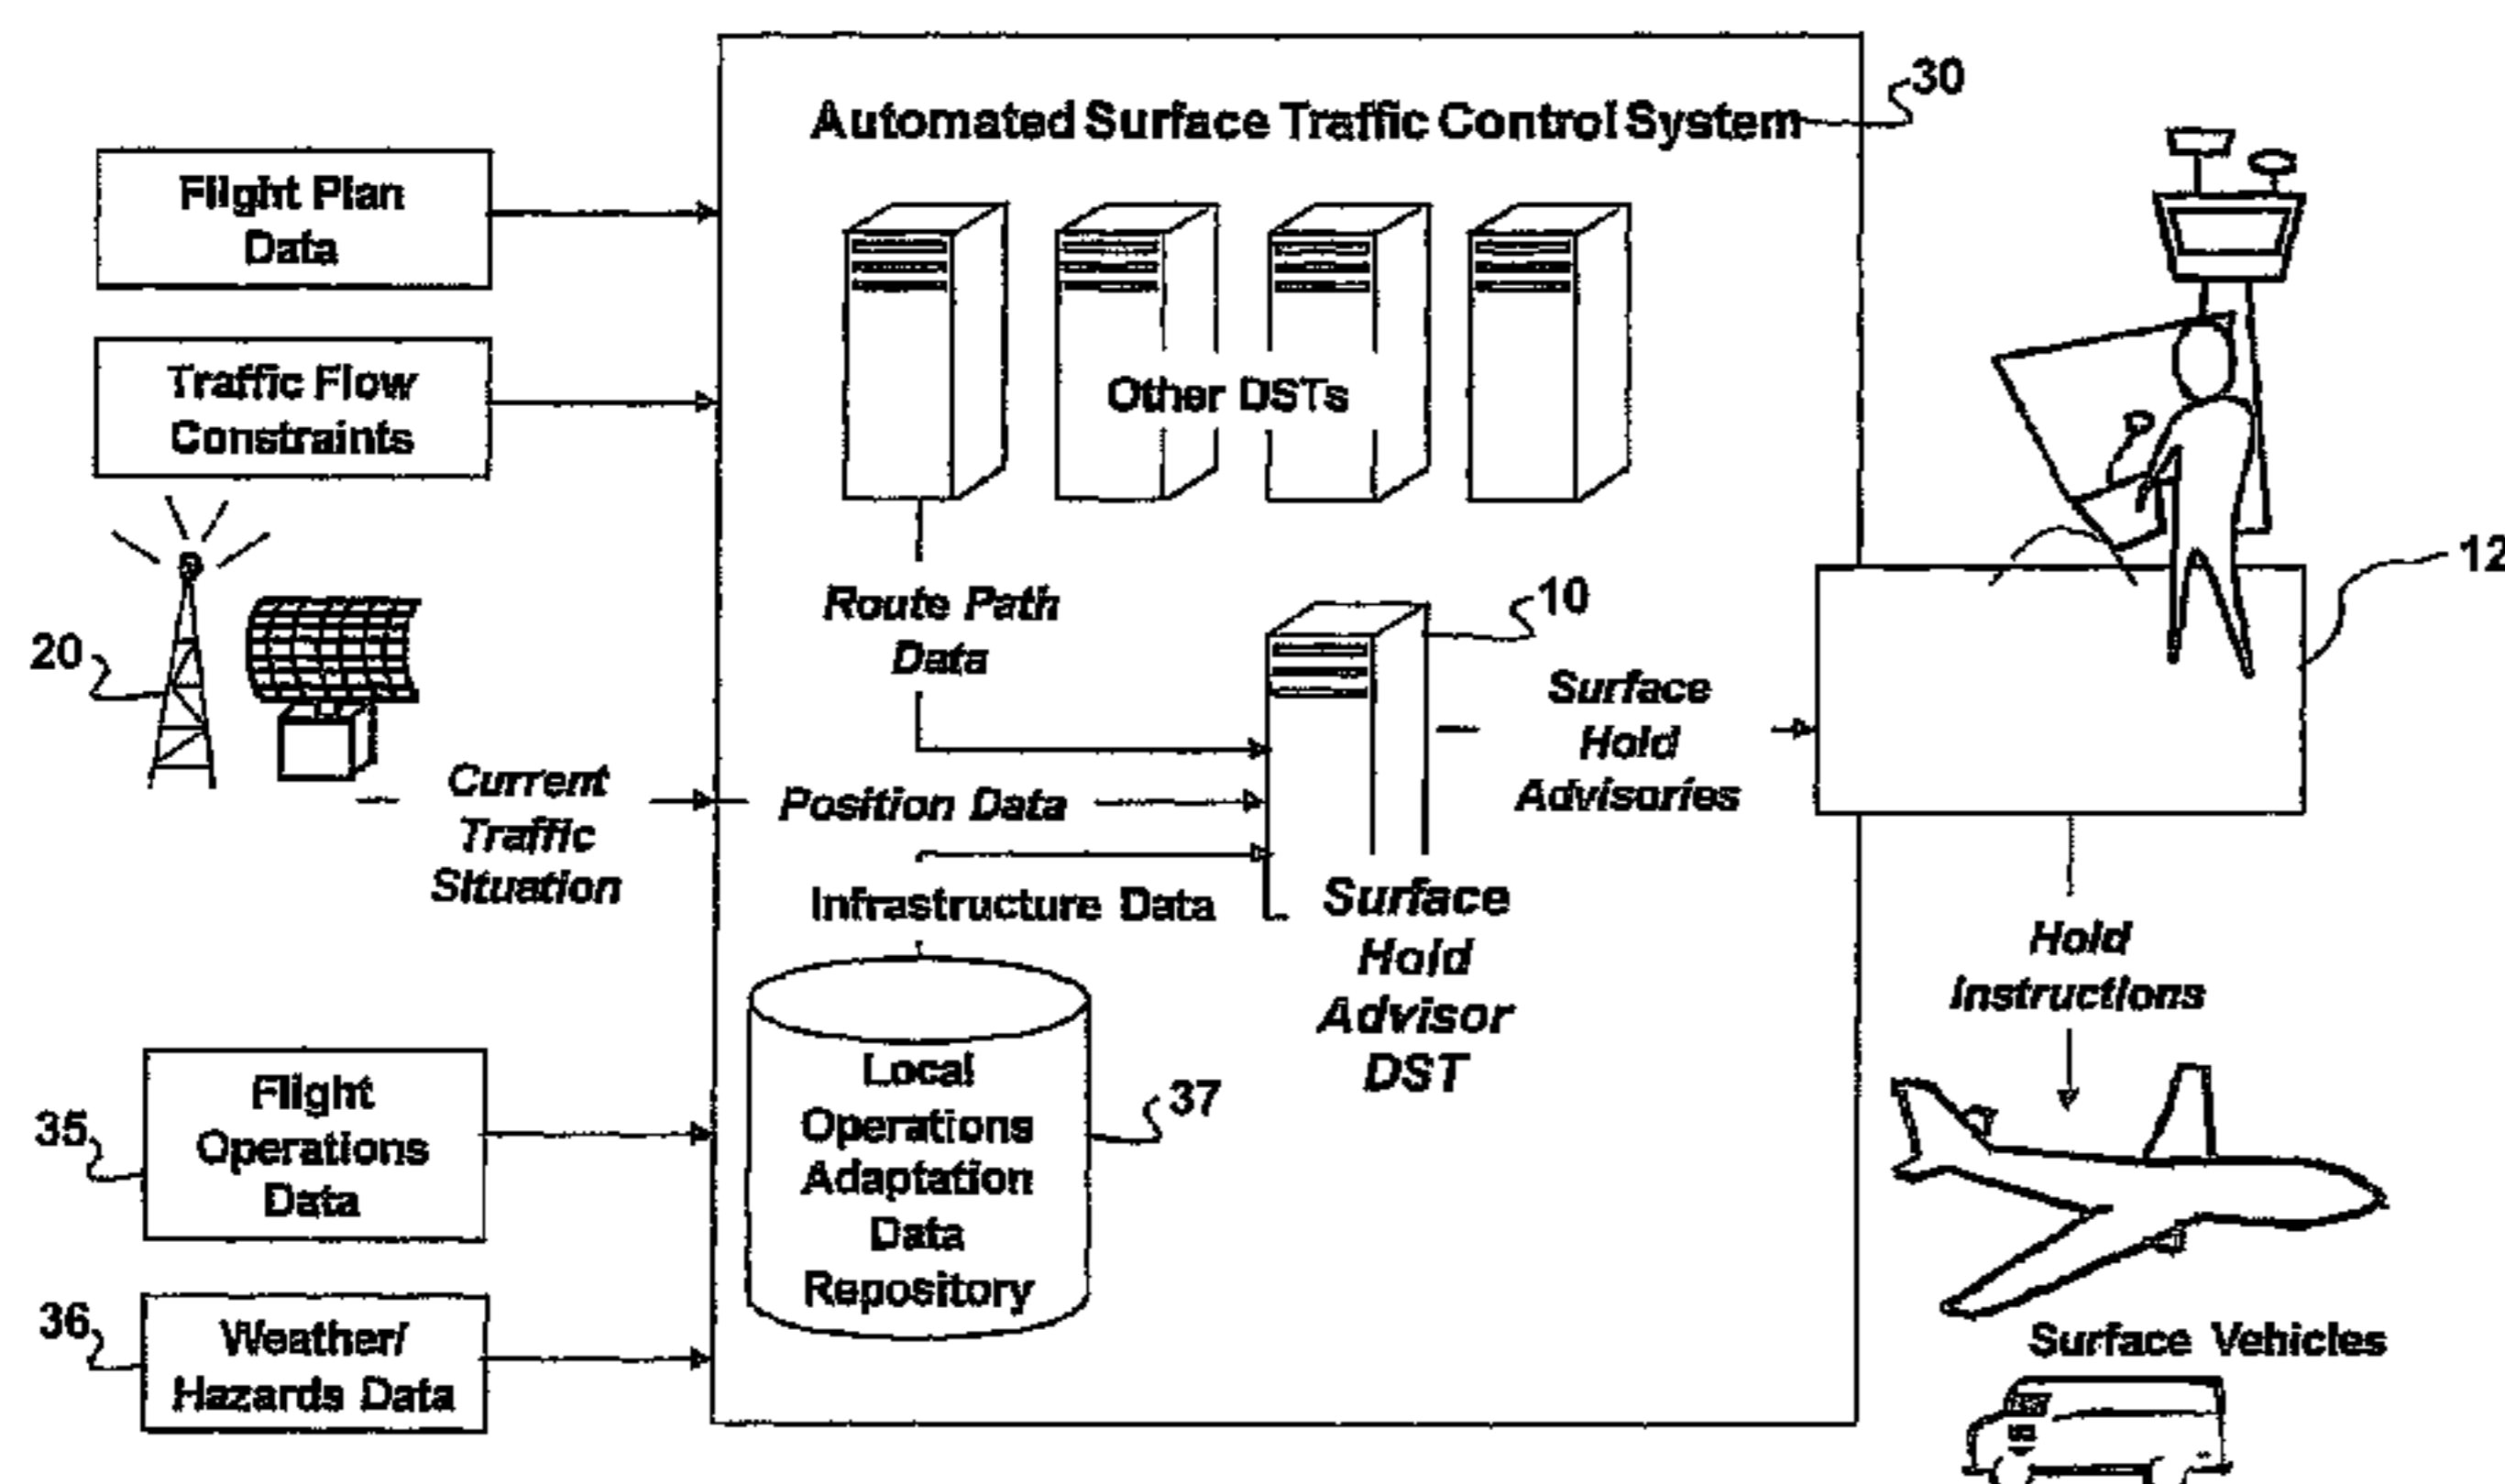 30
Automated Surface Traffic Control System
Flight Plan
Data
Traffic Flow
Constraints
Other DSTs
12
Route Path
Data
10
20
Surface
Hold
Advisories
Current
Traffic
Situation
Position Data
Infrastructure Data
Surface
Hold
Advisor
DST
Hold
Instructions
Local
Operations
Adaptation
Data
Repository
37
35
Flight
Operations
Data
36
Weather/
Hazards Data
Surface Vehicles